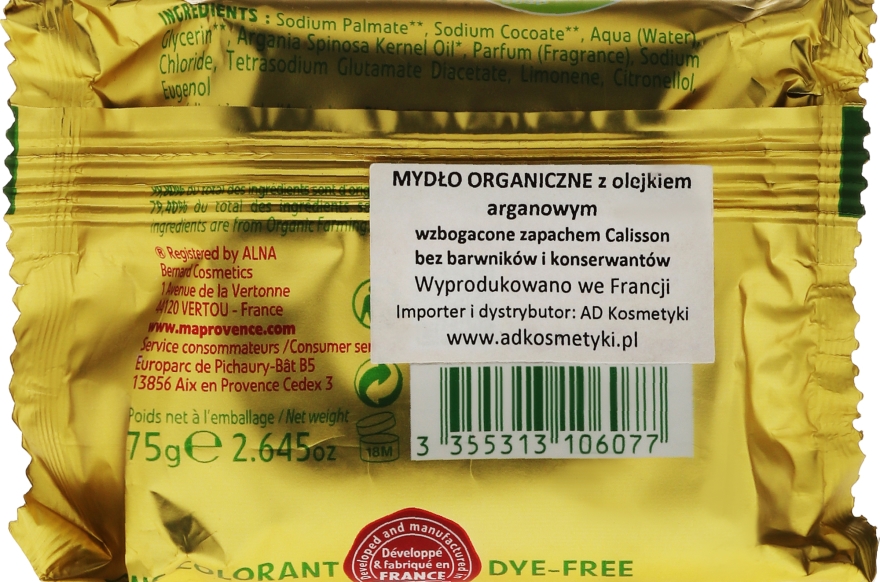 INGREDIENTS : Sodium Palmate**, Sodium Cocoate**, Aqua (Water),
Glycerin**, Argania Spinosa Kernel Oil*, Parfum (Fragrance), Sodium
Chloride, Tetrasodium Glutamate Diacetate, Limonene, Citronellol,
Eugenol
du total des ingrédients sont d'orig
du total des ingrédients
ingredients are from Organic Farming
® Registered by ALNA
Bernard Cosmetics
1 Avenue de la Vertonne
44120 VERTOU - France
www.maprovence.com
Service consommateurs / Consumer ser
Europarc de Pichaury-Bât B5
13856 Aix en Provence Cedex 3
Poids net à l'emballage / Net weight
75g℮ 2.645oz
18M
MYDŁO ORGANICZNE z olejkiem
arganowym
wzbogacone zapachem Calisson
bez barwników i konserwantów
Wyprodukowano we Francji
Importer i dystrybutor: AD Kosmetyki
www.adkosmetyki.pl
3 355313 106077
COLORANT
Developed and manufactured in
Développé
& fabriqué en
FRANCE
DYE-FREE